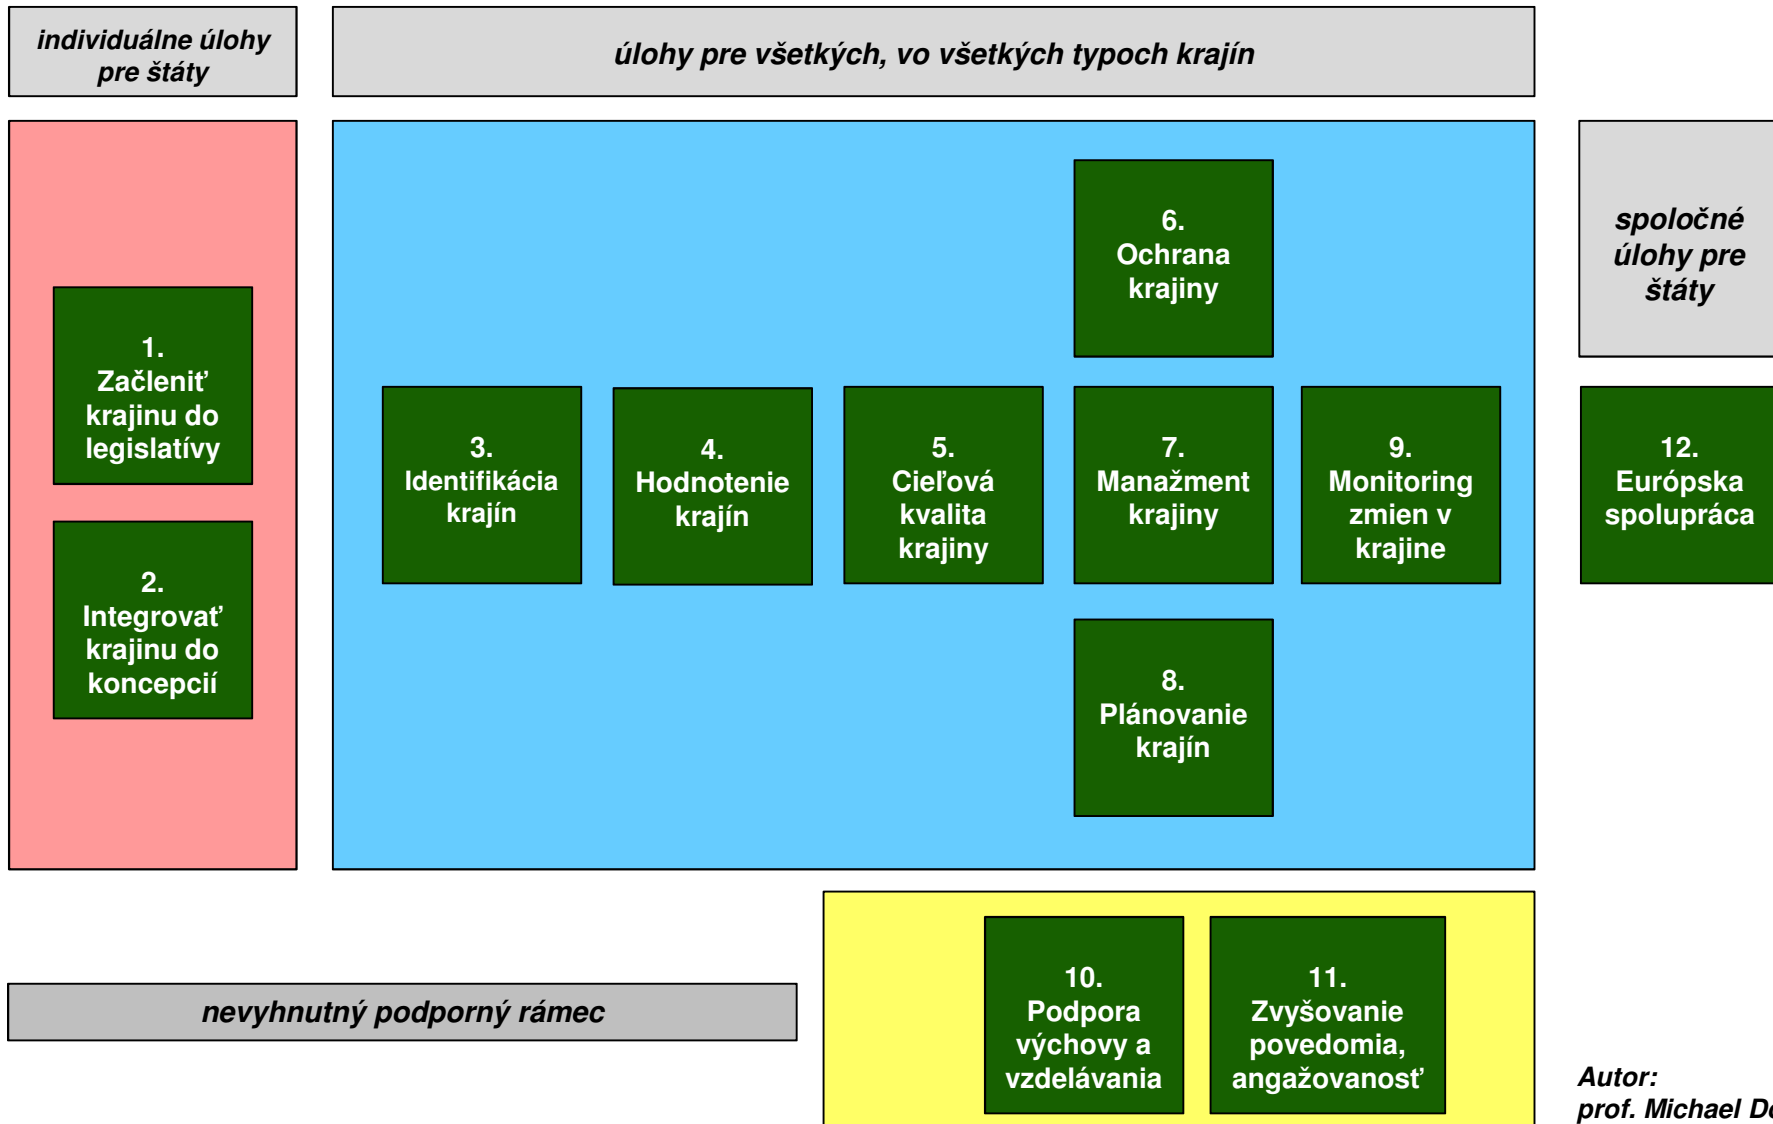 individuálne úlohy
pre štáty
úlohy pre všetkých, vo všetkých typoch krajín
spoločné
úlohy pre
štáty
1.
Začleniť
krajinu do
legislatívy
2.
Integrovať
krajinu do
koncepcií
3.
Identifikácia
krajín
4.
Hodnotenie
krajín
5.
Cieľová
kvalita
krajiny
6.
Ochrana
krajiny
7.
Manažment
krajiny
8.
Plánovanie
krajín
9.
Monitoring
zmien v
krajine
12.
Európska
spolupráca
nevyhnutný podporný rámec
10.
Podpora
výchovy a
vzdelávania
11.
Zvyšovanie
povedomia,
angažovanosť
Autor:
prof. Michael